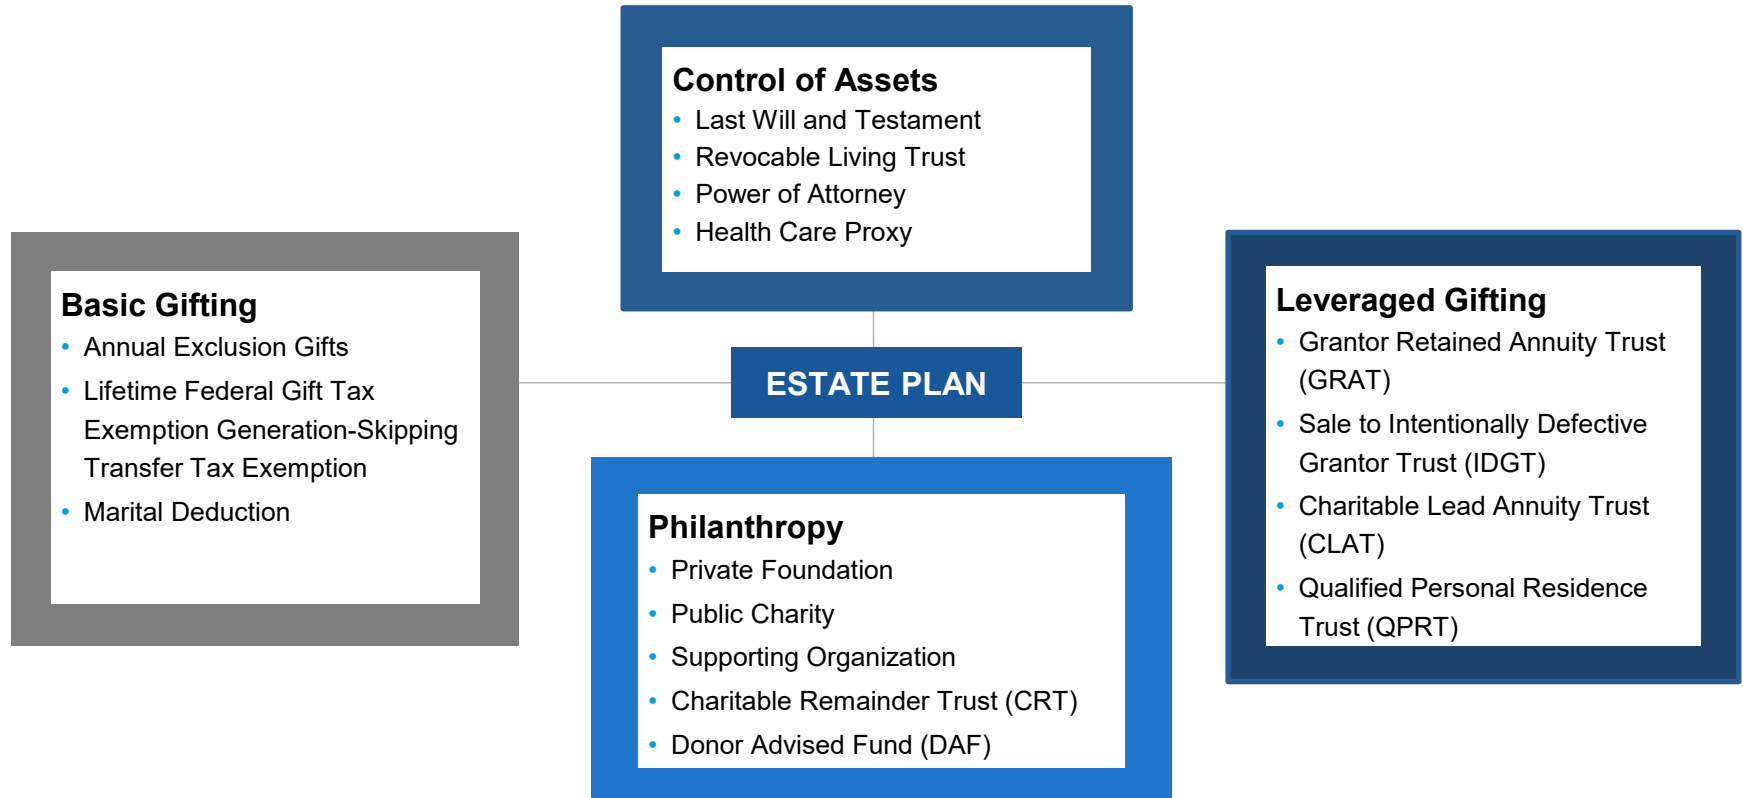 Control of Assets
• Last Will and Testament
• Revocable Living Trust
• Power of Attorney
• Health Care Proxy
Basic Gifting
• Annual Exclusion Gifts
• Lifetime Federal Gift Tax
Exemption Generation-Skipping
Transfer Tax Exemption
• Marital Deduction
ESTATE PLAN
Leveraged Gifting
• Grantor Retained Annuity Trust
(GRAT)
• Sale to Intentionally Defective
Grantor Trust (IDGT)
• Charitable Lead Annuity Trust
(CLAT)
• Qualified Personal Residence
Trust (QPRT)
Philanthropy
• Private Foundation
• Public Charity
• Supporting Organization
• Charitable Remainder Trust (CRT)
• Donor Advised Fund (DAF)